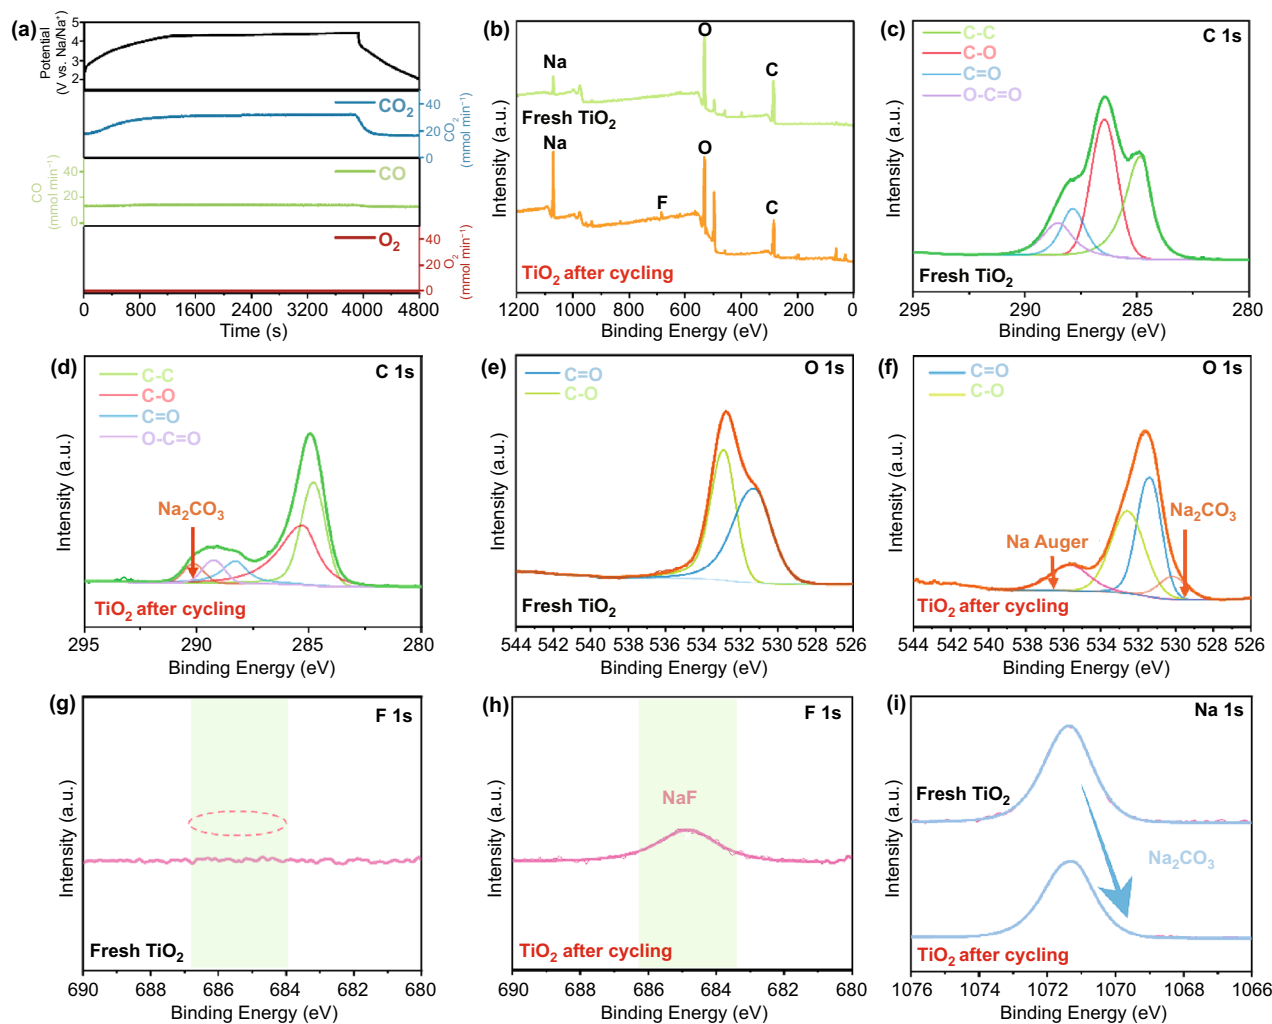 (a)
Potential
(V vs. Na/Na⁺)
5
4
3
2
CO₂
40
20
0
CO₂
(mmol min⁻¹)
CO
(mmol min⁻¹)
40
20
0
CO
O₂
40
20
0
O₂
(mmol min⁻¹)
0 800 1600 2400 3200 4000 4800
Time (s)
(b)
Intensity (a.u.)
Na
O
C
Fresh TiO₂
Na
F
O
C
TiO₂ after cycling
1200 1000 800 600 400 200 0
Binding Energy (eV)
(c)
C 1s
C-C
C-O
C=O
O-C=O
Intensity (a.u.)
Fresh TiO₂
295 290 285 280
Binding Energy (eV)
(d)
C 1s
C-C
C-O
C=O
O-C=O
Intensity (a.u.)
Na₂CO₃
TiO₂ after cycling
295 290 285 280
Binding Energy (eV)
(e)
O 1s
C=O
C-O
Intensity (a.u.)
Fresh TiO₂
544 542 540 538 536 534 532 530 528 526
Binding Energy (eV)
(f)
O 1s
C=O
C-O
Intensity (a.u.)
Na Auger
Na₂CO₃
TiO₂ after cycling
544 542 540 538 536 534 532 530 528 526
Binding Energy (eV)
(g)
F 1s
Intensity (a.u.)
Fresh TiO₂
690 688 686 684 682 680
Binding Energy (eV)
(h)
F 1s
Intensity (a.u.)
NaF
TiO₂ after cycling
690 688 686 684 682 680
Binding Energy (eV)
(i)
Na 1s
Intensity (a.u.)
Fresh TiO₂
Na₂CO₃
TiO₂ after cycling
1076 1074 1072 1070 1068 1066
Binding Energy (eV)